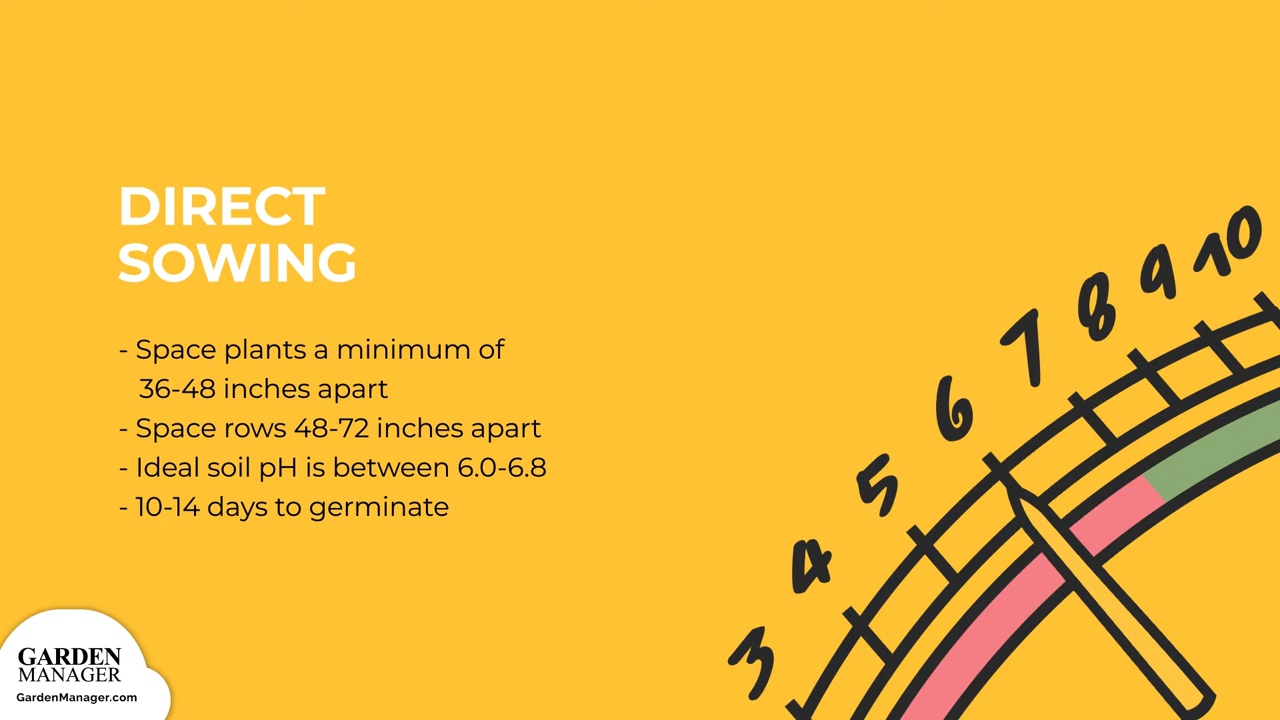 DIRECT
SOWING
- Space plants a minimum of
36-48 inches apart
- Space rows 48-72 inches apart
- Ideal soil pH is between 6.0-6.8
- 10-14 days to germinate
3
4
5
6
7
8
9
10
GARDEN
MANAGER
GardenManager.com